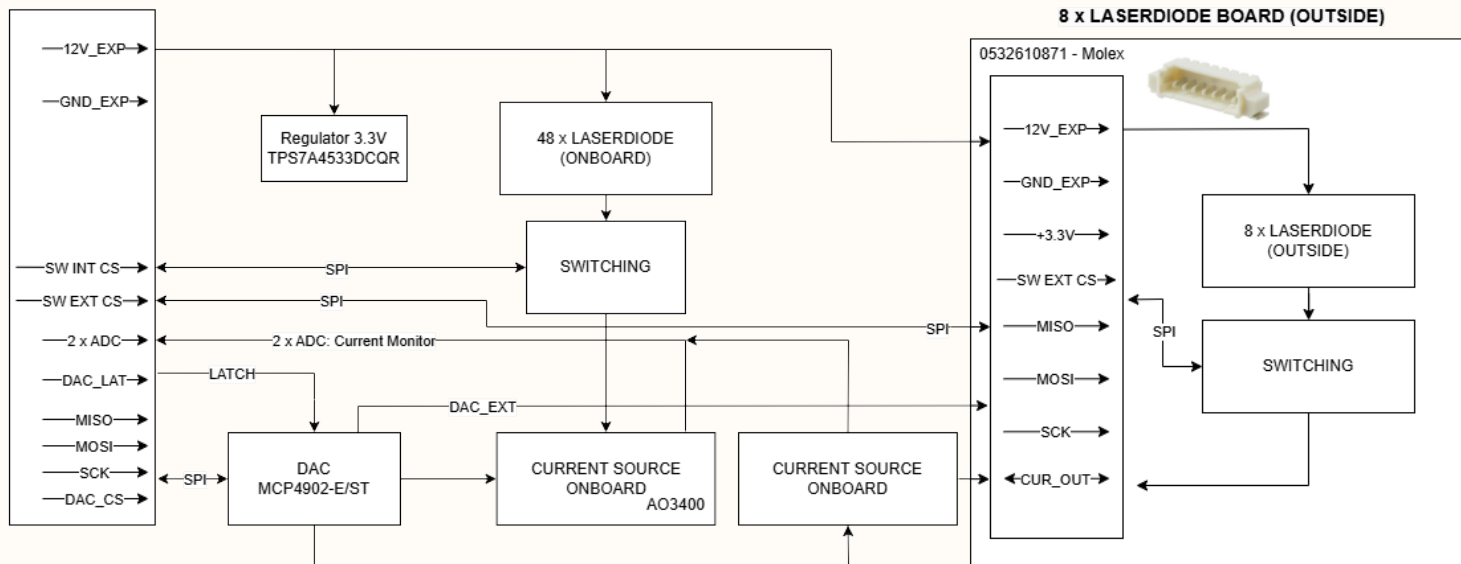 8 x LASERDIODE BOARD (OUTSIDE)
12V_EXP
GND_EXP
Regulator 3.3V
TPS7A4533DCQR
48 x LASERDIODE
(ONBOARD)
SWITCHING
SW INT CS
SPI
SW EXT CS
SPI
SPI
2 x ADC
2 x ADC: Current Monitor
DAC_LAT
LATCH
DAC_EXT
MISO
MOSI
SCK
DAC_CS
SPI
DAC
MCP4902-E/ST
CURRENT SOURCE
ONBOARD
AO3400
CURRENT SOURCE
ONBOARD
0532610871 - Molex
12V_EXP
GND_EXP
+3.3V
SW EXT CS
MISO
MOSI
SCK
CUR_OUT
SPI
8 x LASERDIODE
(OUTSIDE)
SWITCHING